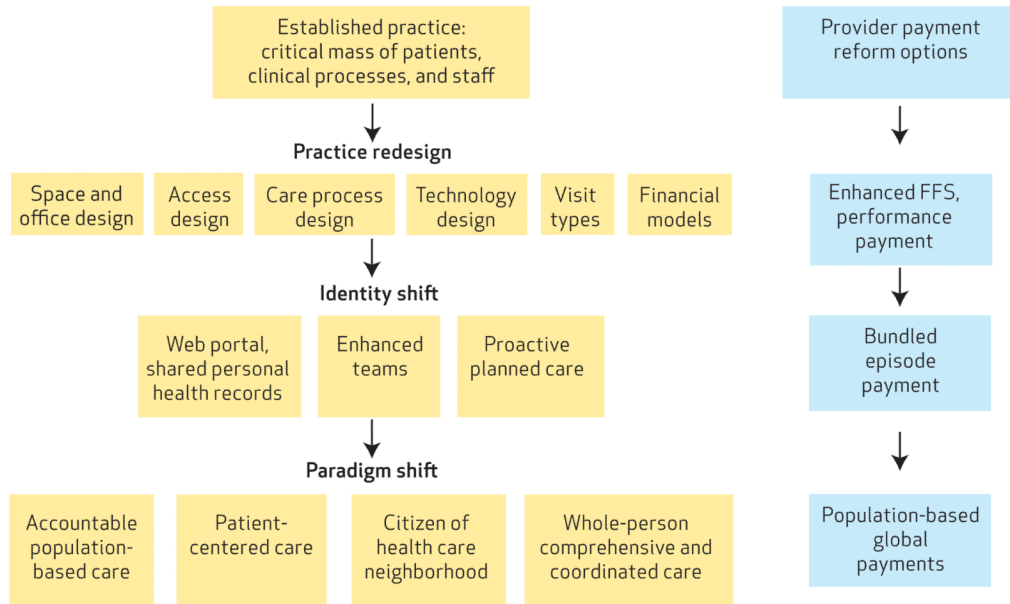 Established practice:
critical mass of patients,
clinical processes, and staff
Provider payment
reform options
Practice redesign
Space and
office design
Access
design
Care process
design
Technology
design
Visit
types
Financial
models
Enhanced FFS,
performance
payment
Identity shift
Web portal,
shared personal
health records
Enhanced
teams
Proactive
planned care
Bundled
episode
payment
Paradigm shift
Accountable
population-
based care
Patient-
centered care
Citizen of
health care
neighborhood
Whole-person
comprehensive and
coordinated care
Population-based
global
payments